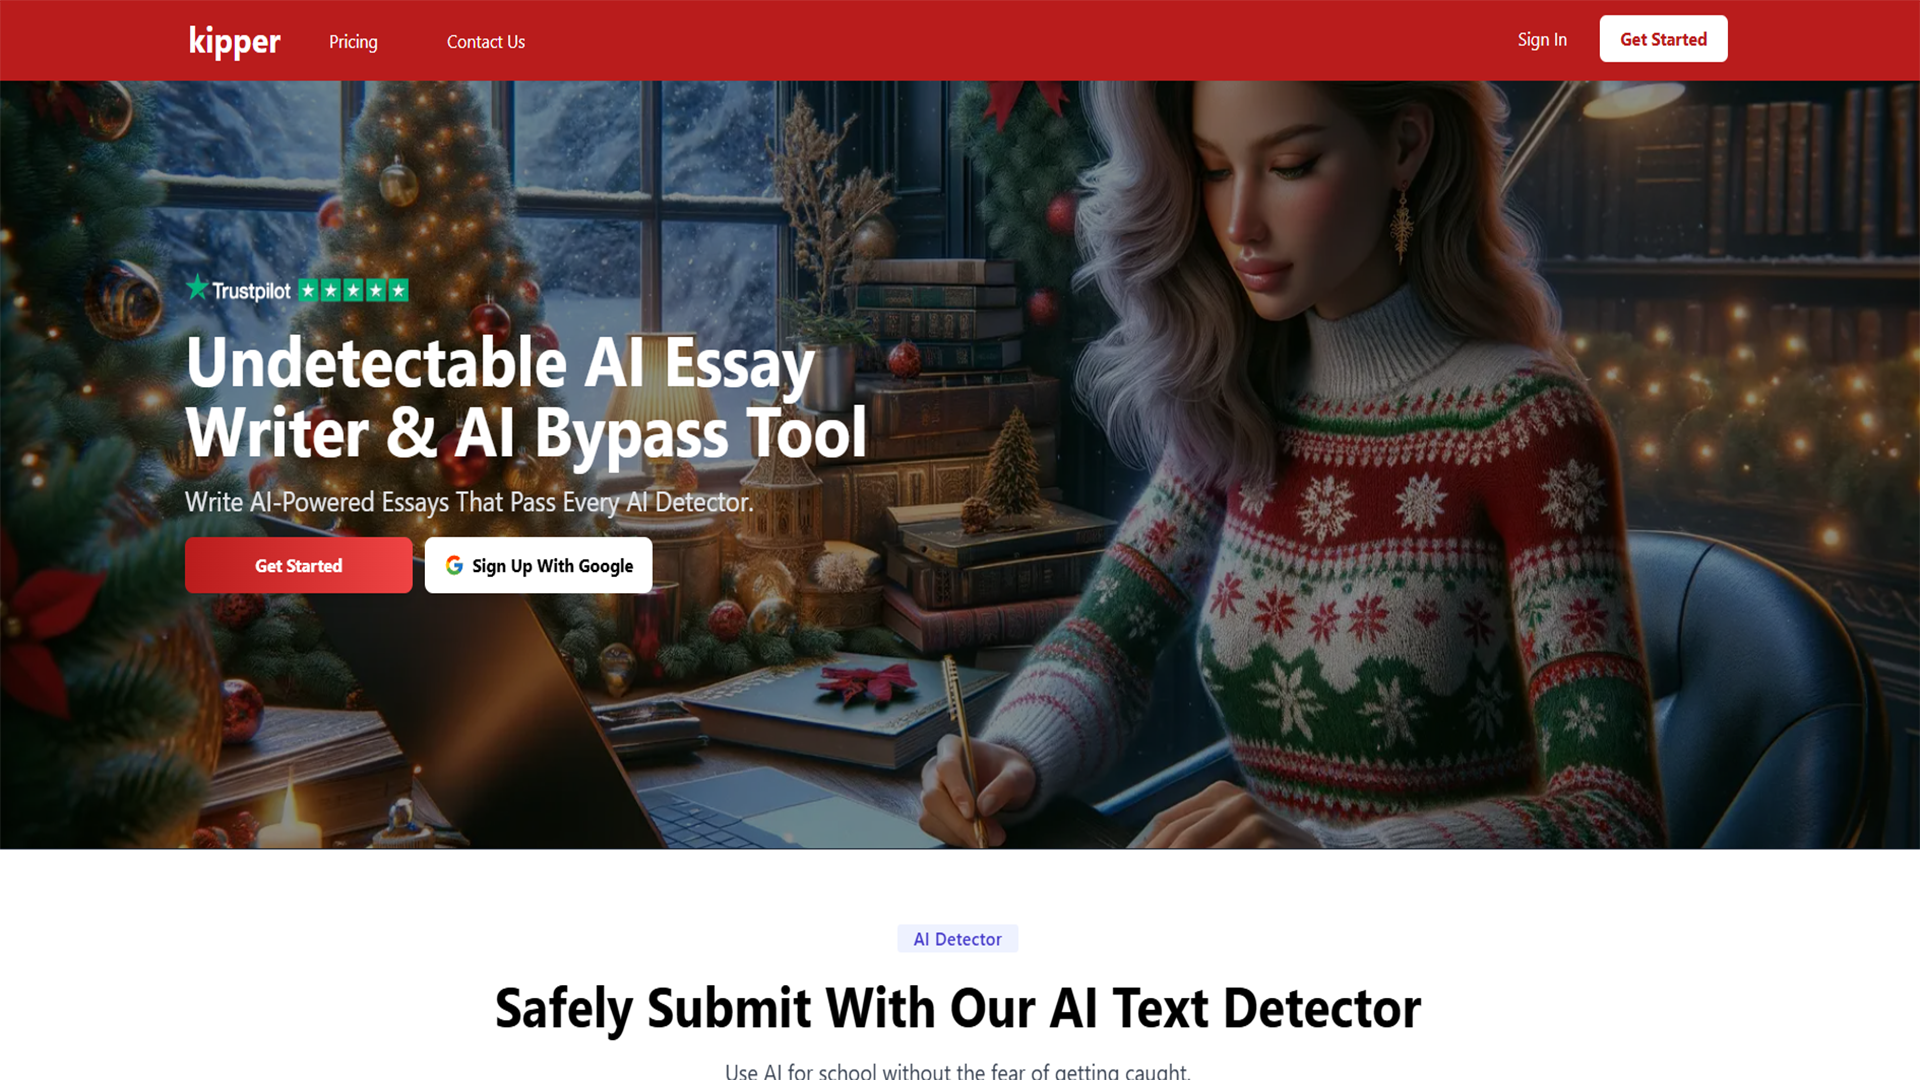 kipper
Pricing
Contact Us
Sign In
Get Started
Trustpilot
Undetectable AI Essay
Writer & AI Bypass Tool
Write AI-Powered Essays That Pass Every AI Detector.
Get Started
Sign Up With Google
AI Detector
Safely Submit With Our AI Text Detector
Use AI for school without the fear of getting caught.